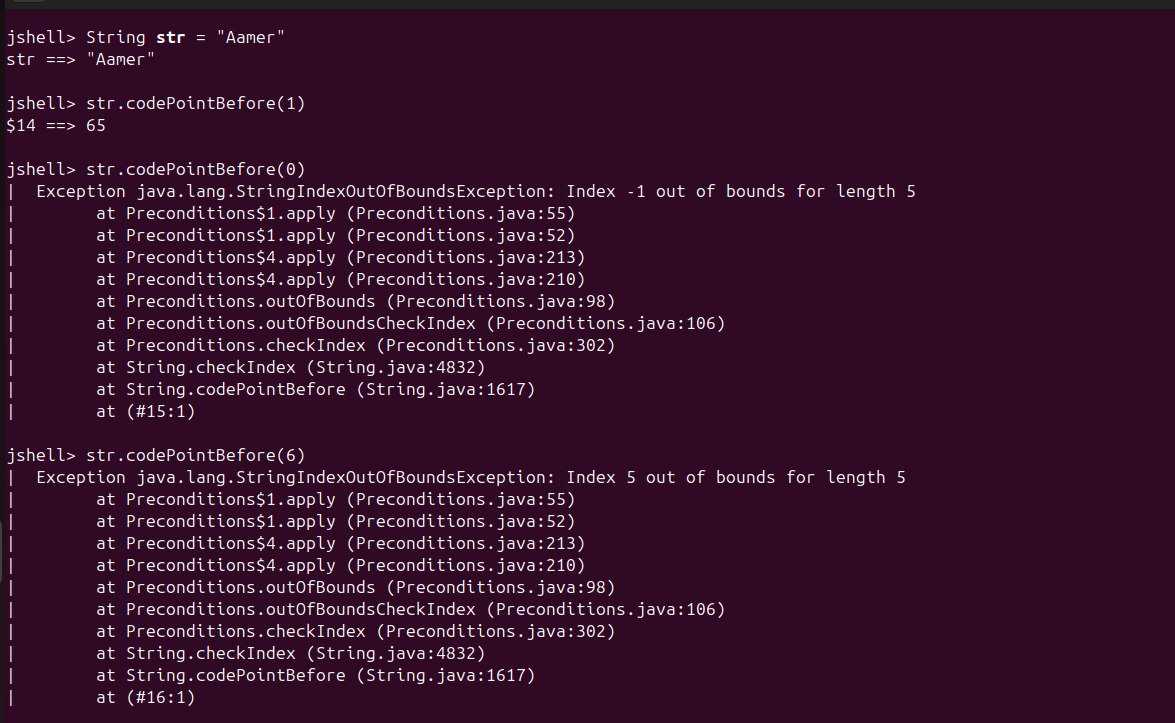 jshell> String str = "Aamer"
str ==> "Aamer"
jshell> str.codePointBefore(1)
$14 ==> 65
jshell> str.codePointBefore(0)
|  Exception java.lang.StringIndexOutOfBoundsException: Index -1 out of bounds for length 5
|        at Preconditions$1.apply (Preconditions.java:55)
|        at Preconditions$1.apply (Preconditions.java:52)
|        at Preconditions$4.apply (Preconditions.java:213)
|        at Preconditions$4.apply (Preconditions.java:210)
|        at Preconditions.outOfBounds (Preconditions.java:98)
|        at Preconditions.outOfBoundsCheckIndex (Preconditions.java:106)
|        at Preconditions.checkIndex (Preconditions.java:302)
|        at String.checkIndex (String.java:4832)
|        at String.codePointBefore (String.java:1617)
|        at (#15:1)
jshell> str.codePointBefore(6)
|  Exception java.lang.StringIndexOutOfBoundsException: Index 5 out of bounds for length 5
|        at Preconditions$1.apply (Preconditions.java:55)
|        at Preconditions$1.apply (Preconditions.java:52)
|        at Preconditions$4.apply (Preconditions.java:213)
|        at Preconditions$4.apply (Preconditions.java:210)
|        at Preconditions.outOfBounds (Preconditions.java:98)
|        at Preconditions.outOfBoundsCheckIndex (Preconditions.java:106)
|        at Preconditions.checkIndex (Preconditions.java:302)
|        at String.checkIndex (String.java:4832)
|        at String.codePointBefore (String.java:1617)
|        at (#16:1)